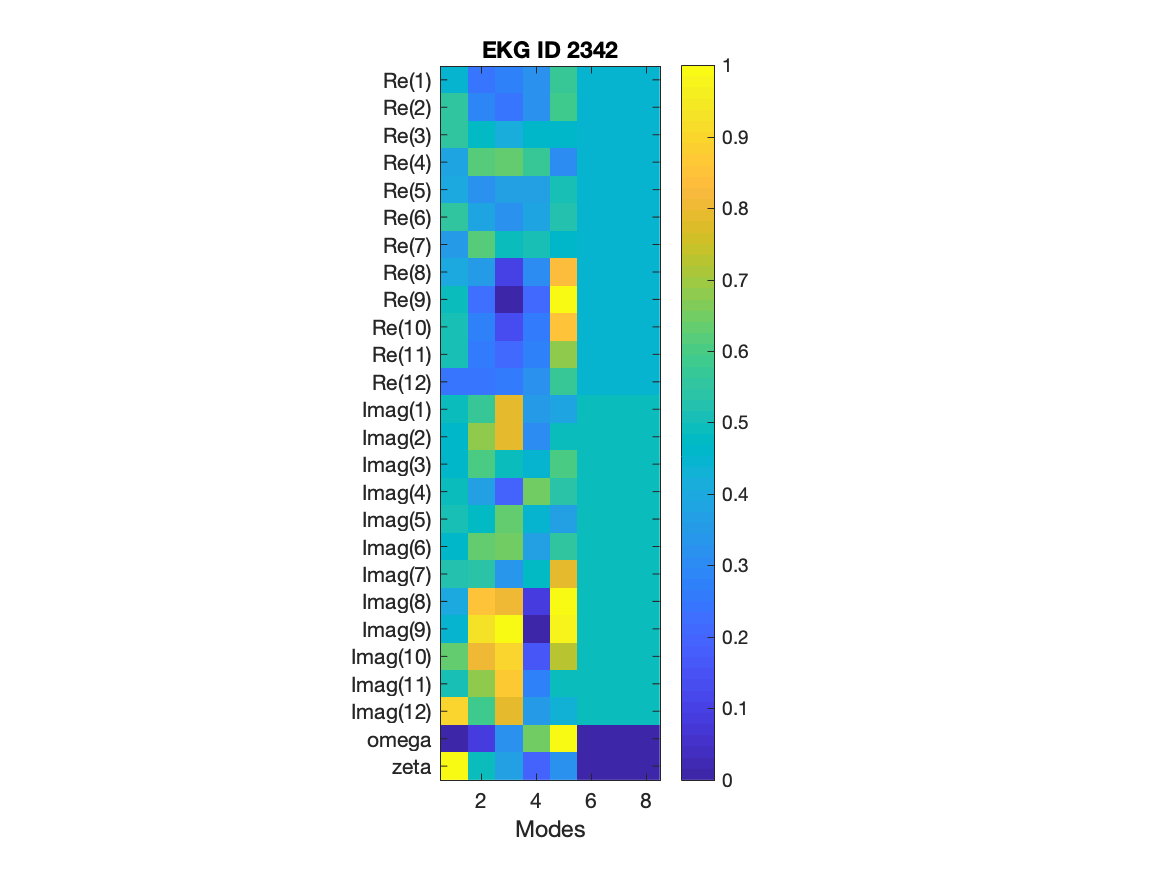 EKG ID 2342
Re(1)
Re(2)
Re(3)
Re(4)
Re(5)
Re(6)
Re(7)
Re(8)
Re(9)
Re(10)
Re(11)
Re(12)
Imag(1)
Imag(2)
Imag(3)
Imag(4)
Imag(5)
Imag(6)
Imag(7)
Imag(8)
Imag(9)
Imag(10)
Imag(11)
Imag(12)
omega
zeta
2 4 6 8
Modes
1
0.9
0.8
0.7
0.6
0.5
0.4
0.3
0.2
0.1
0